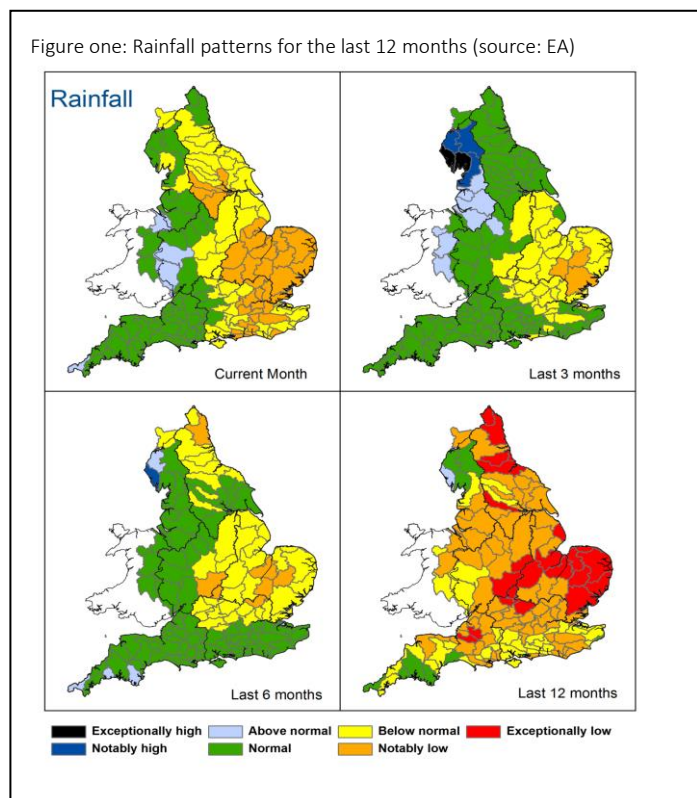 Figure one: Rainfall patterns for the last 12 months (source: EA)
Rainfall
Current Month
Last 3 months
Last 6 months
Last 12 months
Exceptionally high
Above normal
Below normal
Exceptionally low
Notably high
Normal
Notably low